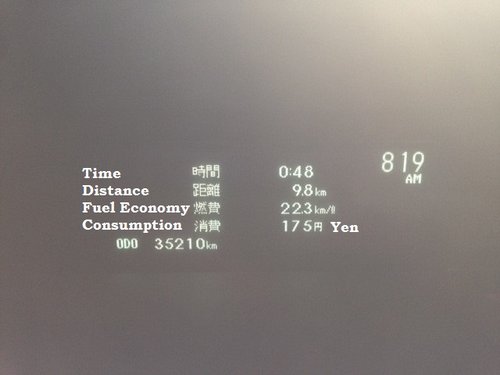 819
AM
Time 時間 0:48
Distance 距離 9.8km
Fuel Economy 燃費 22.3km/ℓ
Consumption 消費 175円 Yen
ODO 35210km